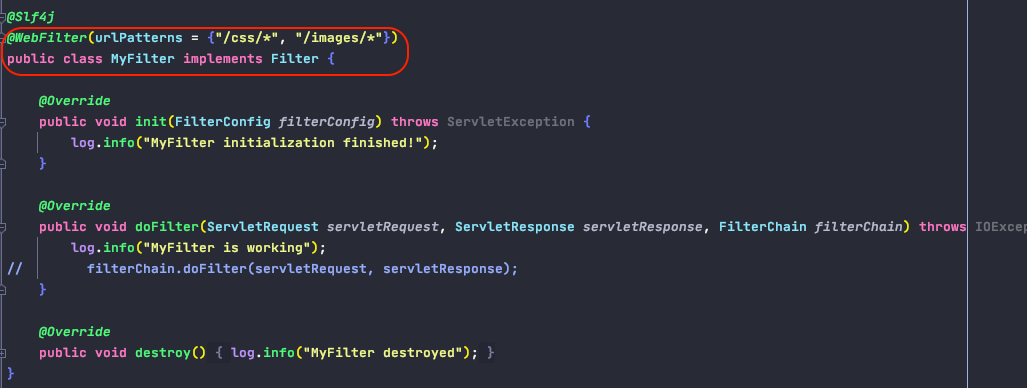 @Slf4j
@WebFilter(urlPatterns = {"/css/*", "/images/*"})
public class MyFilter implements Filter {
@Override
public void init(FilterConfig filterConfig) throws ServletException {
log.info("MyFilter initialization finished!");
}
@Override
public void doFilter(ServletRequest servletRequest, ServletResponse servletResponse, FilterChain filterChain) throws IOExcep
log.info("MyFilter is working");
// filterChain.doFilter(servletRequest, servletResponse);
}
@Override
public void destroy() { log.info("MyFilter destroyed"); }
}